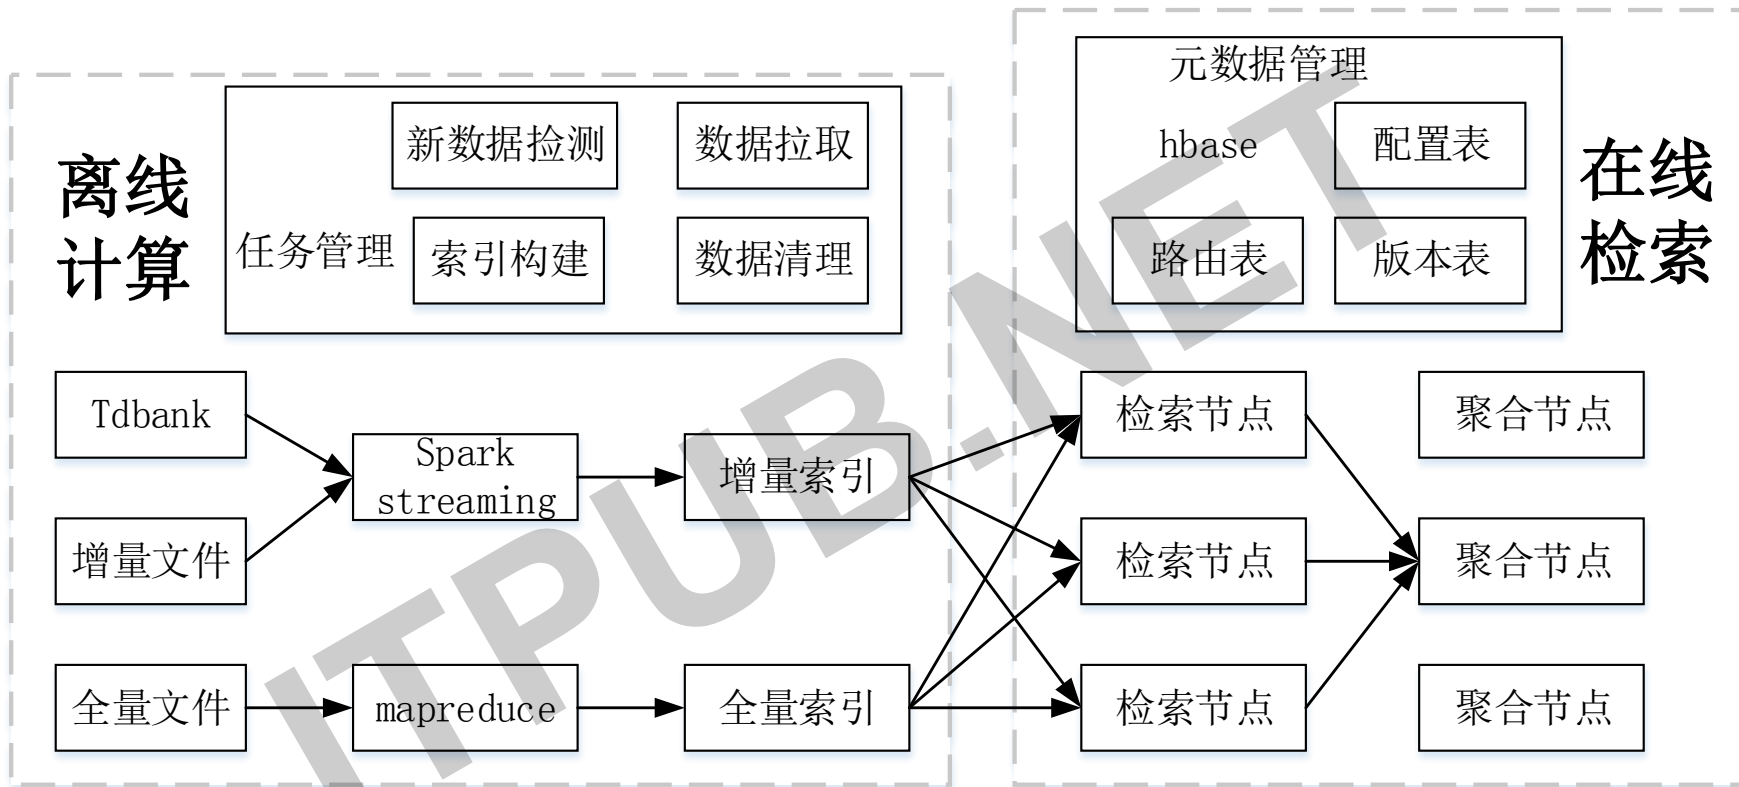 离线
计算
新数据捡测
数据拉取
任务管理
索引构建
数据清理
Tdbank
增量文件
全量文件
Spark
streaming
mapreduce
增量索引
全量索引
元数据管理
hbase
配置表
路由表
版本表
在线
检索
检索节点
聚合节点
检索节点
聚合节点
检索节点
聚合节点
ITPUB.NET